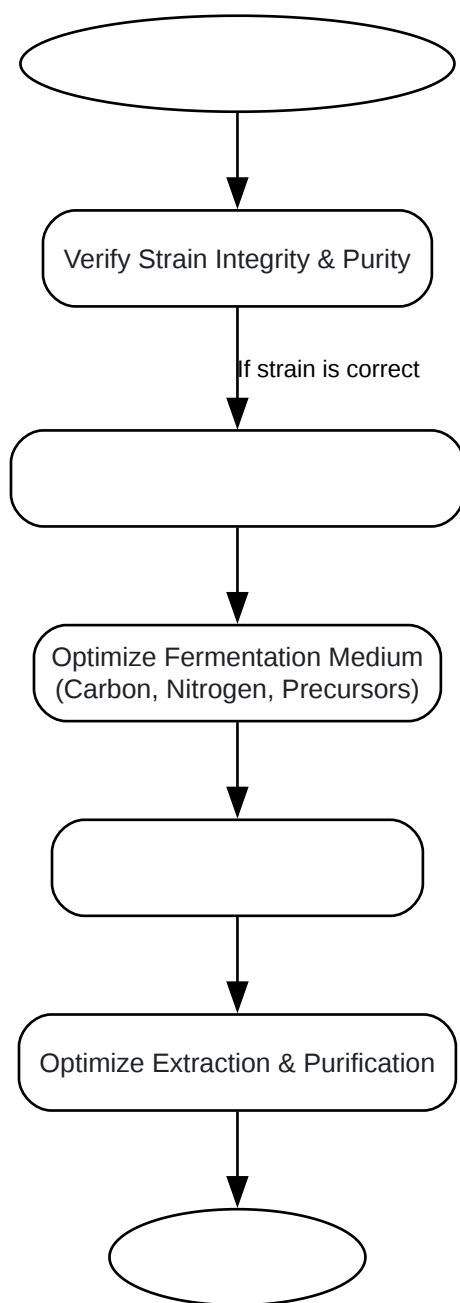 Verify Strain Integrity & Purity
If strain is correct
Optimize Fermentation Medium
(Carbon, Nitrogen, Precursors)
Optimize Extraction & Purification